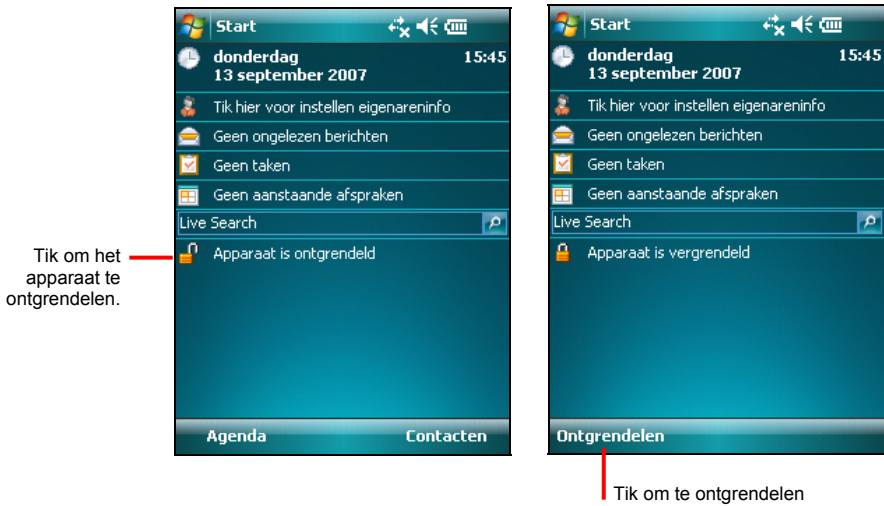 Start
donderdag 15:45
13 september 2007
Tik hier voor instellen eigenareninfo
Geen ongelezen berichten
Geen taken
Geen aanstaande afspraken
Live Search
Apparaat is ontgrendeld
Agenda Contacten
Tik om het
apparaat te
ontgrendelen.
Start
donderdag 15:45
13 september 2007
Tik hier voor instellen eigenareninfo
Geen ongelezen berichten
Geen taken
Geen aanstaande afspraken
Live Search
Apparaat is vergrendeld
Ontgrendelen
Tik om te ontgrendelen